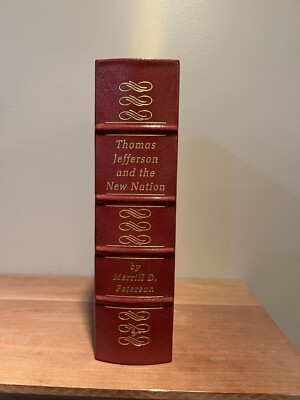 Thomas
Jefferson
and the
New Nation
by
Merrill D.
Peterson